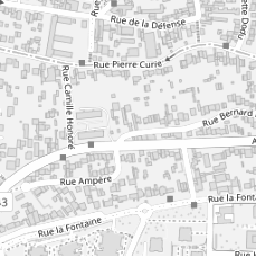 Rue de la Défense
Rue Pierre Curie
Rue Camille Honoré
Rue Bernard
A
Rue Ampère
Rue la Fontaine
Rue la Fonta